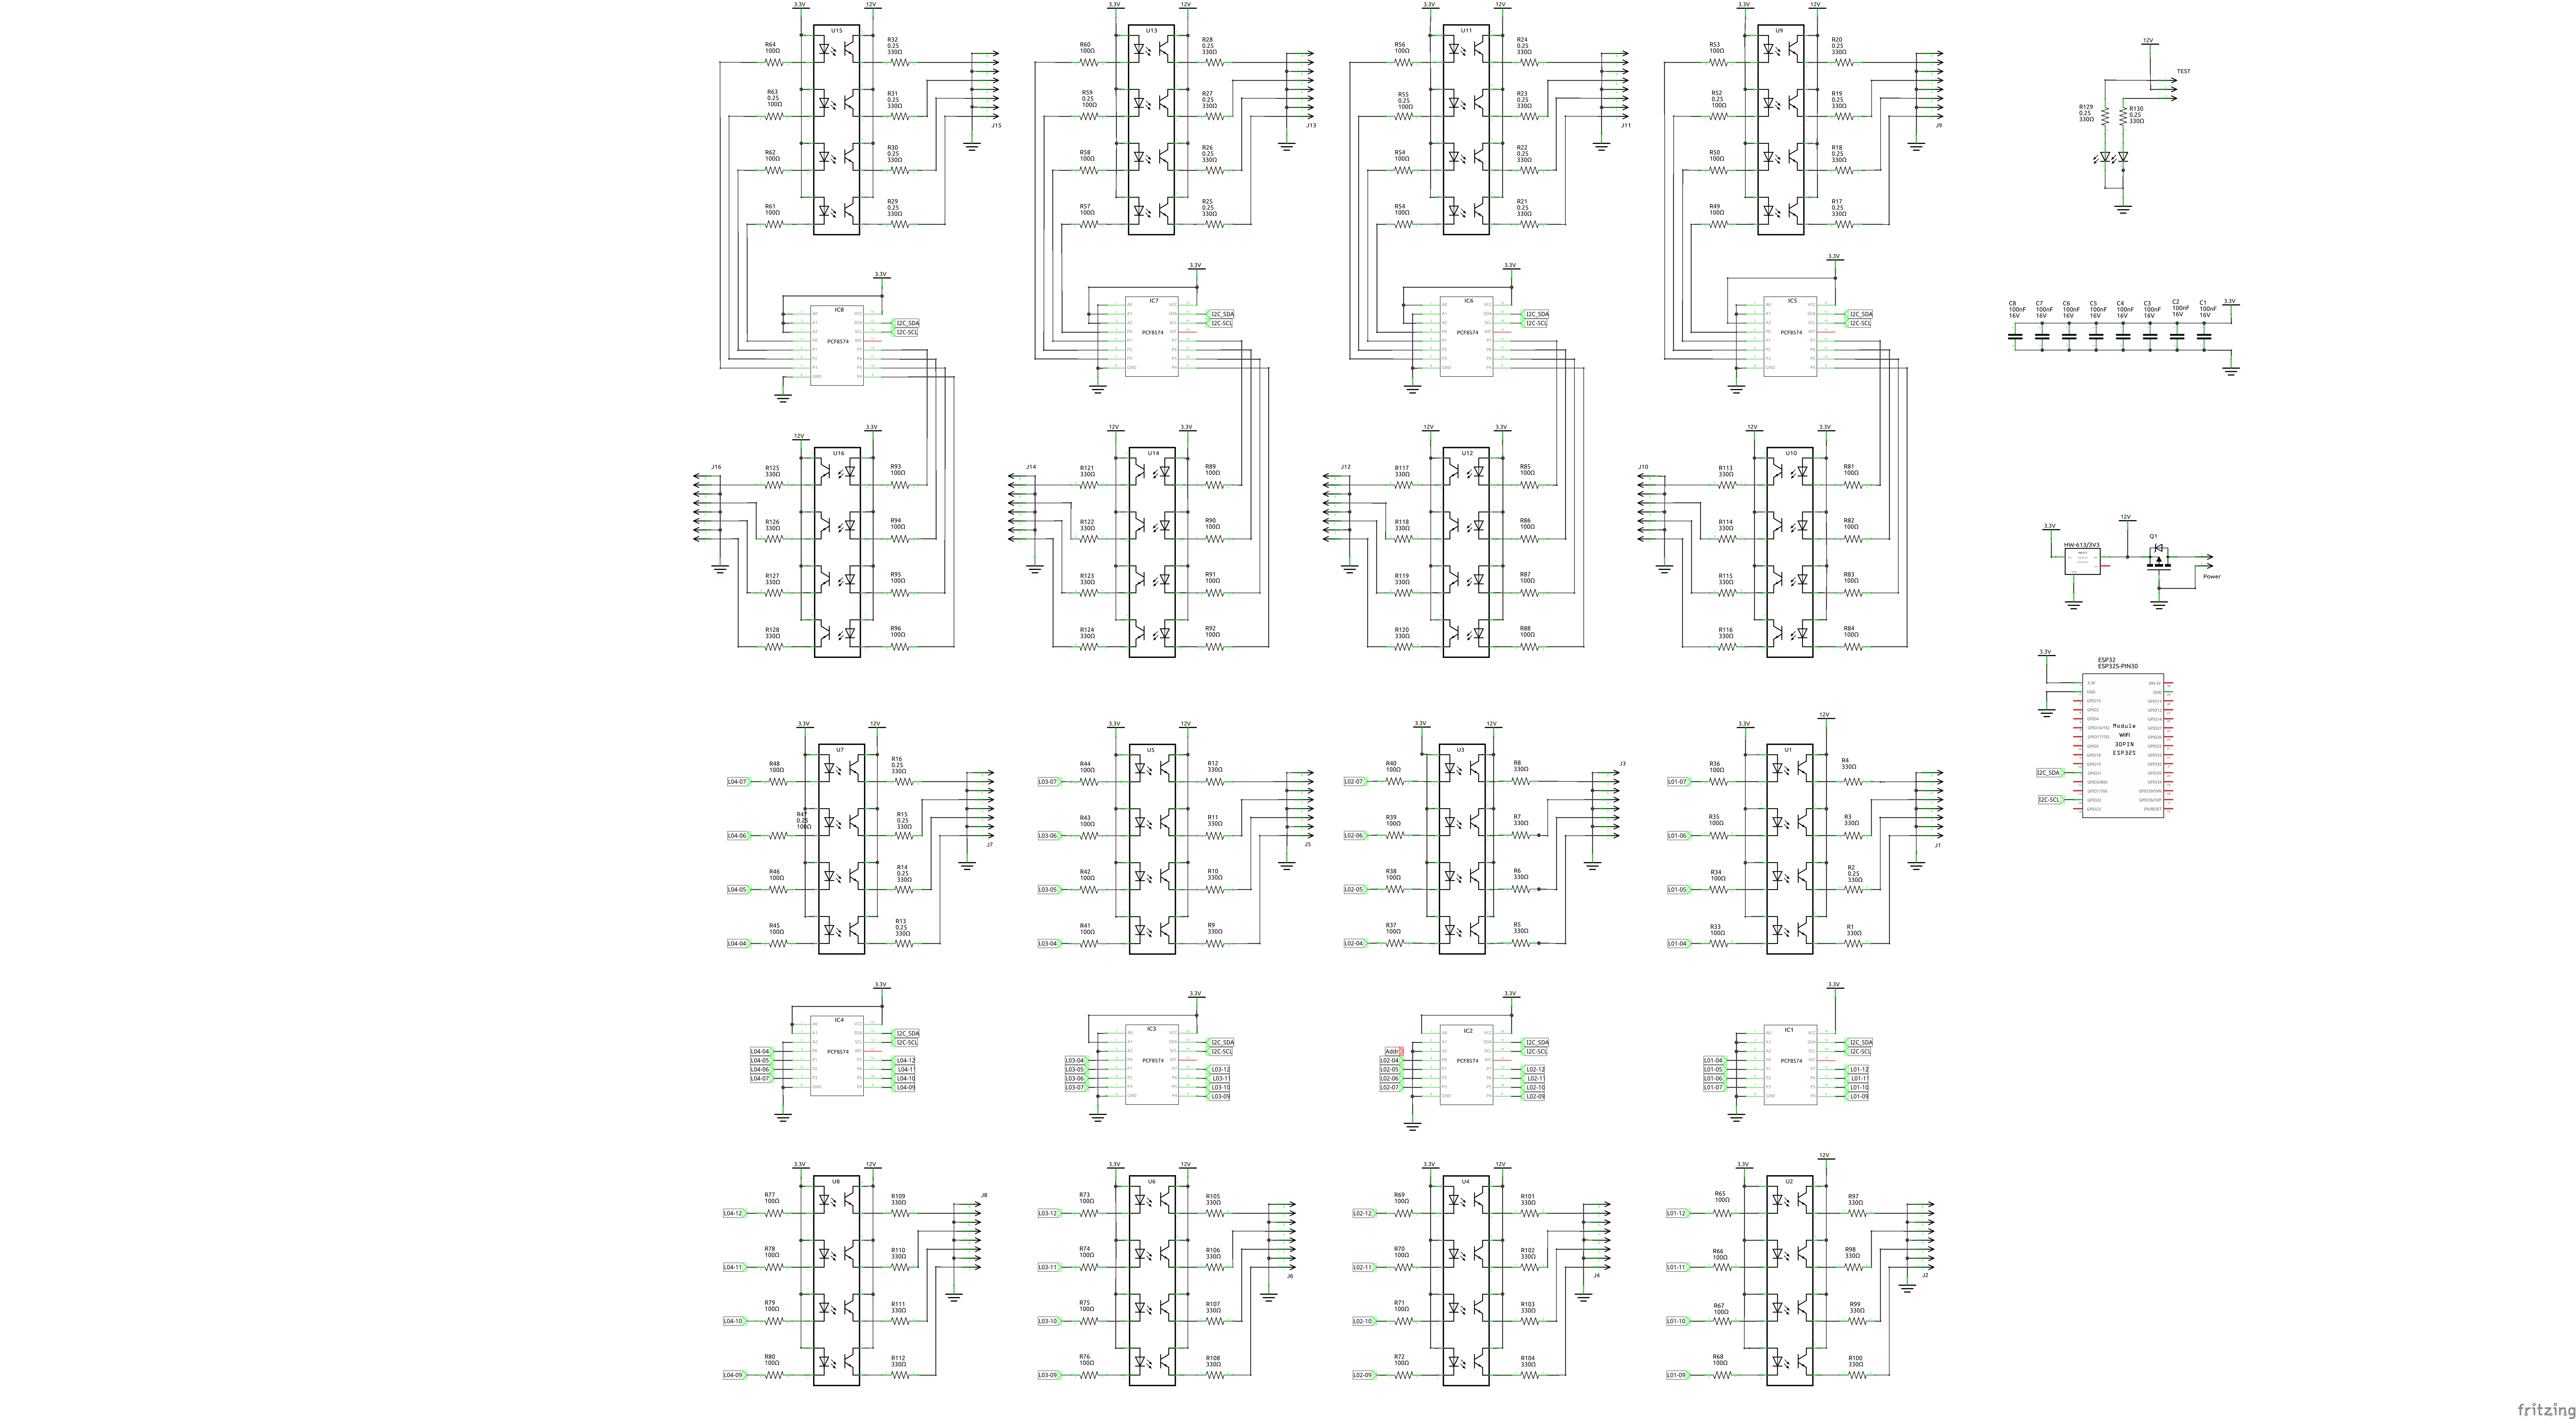 3.3V
12V
U15
R64
100Ω
R63
0.25
100Ω
R62
100Ω
R61
100Ω
R32
0.25
330Ω
R31
0.25
330Ω
R30
0.25
330Ω
R29
0.25
330Ω
J15
3.3V
12V
U13
R60
100Ω
R59
0.25
100Ω
R58
100Ω
R57
100Ω
R28
0.25
330Ω
R27
0.25
330Ω
R26
0.25
330Ω
R25
0.25
330Ω
J13
3.3V
12V
U11
R56
100Ω
R55
0.25
100Ω
R54
100Ω
R54
100Ω
R24
0.25
330Ω
R23
0.25
330Ω
R22
0.25
330Ω
R21
0.25
330Ω
J11
3.3V
12V
U9
R53
100Ω
R52
0.25
100Ω
R50
100Ω
R49
100Ω
R20
0.25
330Ω
R19
0.25
330Ω
R18
0.25
330Ω
R17
0.25
330Ω
J9
12V
TEST
R129
0.25
330Ω
R130
0.25
330Ω
3.3V
IC8
PCF8574
I2C_SDA
I2C-SCL
3.3V
IC7
PCF8574
I2C_SDA
I2C-SCL
3.3V
IC6
PCF8574
I2C_SDA
I2C-SCL
3.3V
IC5
PCF8574
I2C_SDA
I2C-SCL
C8
100nF
16V
C7
100nF
16V
C6
100nF
16V
C5
100nF
16V
C4
100nF
16V
C3
100nF
16V
C2
100nF
16V
C1
100nF
16V
3.3V
12V
3.3V
U16
J16
R125
330Ω
R126
330Ω
R127
330Ω
R128
330Ω
R93
100Ω
R94
100Ω
R95
100Ω
R96
100Ω
12V
3.3V
U14
J14
R121
330Ω
R122
330Ω
R123
330Ω
R124
330Ω
R89
100Ω
R90
100Ω
R91
100Ω
R92
100Ω
12V
3.3V
U12
J12
R117
330Ω
R118
330Ω
R119
330Ω
R120
330Ω
R85
100Ω
R86
100Ω
R87
100Ω
R88
100Ω
12V
3.3V
U10
J10
R113
330Ω
R114
330Ω
R115
330Ω
R116
330Ω
R81
100Ω
R82
100Ω
R83
100Ω
R84
100Ω
3.3V
12V
HW-613/3V3
Q1
Power
3.3V
ESP32
ESP32S-PIN30
Module
WiFi
30PIN
ESP32S
I2C_SDA
I2C-SCL
3.3V
12V
U7
L04-07
L04-06
L04-05
L04-04
R48
100Ω
R47
0.25
100Ω
R46
100Ω
R45
100Ω
R16
0.25
330Ω
R15
0.25
330Ω
R14
0.25
330Ω
R13
0.25
330Ω
J7
3.3V
12V
U5
L03-07
L03-06
L03-05
L03-04
R44
100Ω
R43
100Ω
R42
100Ω
R41
100Ω
R12
330Ω
R11
330Ω
R10
330Ω
R9
330Ω
J5
3.3V
12V
U3
L02-07
L02-06
L02-05
L02-04
R40
100Ω
R39
100Ω
R38
100Ω
R37
100Ω
R8
330Ω
R7
330Ω
R6
330Ω
R5
330Ω
J3
3.3V
12V
U1
L01-07
L01-06
L01-05
L01-04
R36
100Ω
R35
100Ω
R34
100Ω
R33
100Ω
R4
330Ω
R3
330Ω
R2
0.25
330Ω
R1
330Ω
J1
3.3V
IC4
PCF8574
L04-04
L04-05
L04-06
L04-07
I2C_SDA
I2C-SCL
L04-12
L04-11
L04-10
L04-09
3.3V
IC3
PCF8574
L03-04
L03-05
L03-06
L03-07
I2C_SDA
I2C-SCL
L03-12
L03-11
L03-10
L03-09
3.3V
IC2
PCF8574
Addr
L02-04
L02-05
L02-06
L02-07
I2C_SDA
I2C-SCL
L02-12
L02-11
L02-10
L02-09
3.3V
IC1
PCF8574
L01-04
L01-05
L01-06
L01-07
I2C_SDA
I2C-SCL
L01-12
L01-11
L01-10
L01-09
3.3V
12V
U8
L04-12
L04-11
L04-10
L04-09
R77
100Ω
R78
100Ω
R79
100Ω
R80
100Ω
R109
330Ω
R110
330Ω
R111
330Ω
R112
330Ω
J8
3.3V
12V
U6
L03-12
L03-11
L03-10
L03-09
R73
100Ω
R74
100Ω
R75
100Ω
R76
100Ω
R105
330Ω
R106
330Ω
R107
330Ω
R108
330Ω
J6
3.3V
12V
U4
L02-12
L02-11
L02-10
L02-09
R69
100Ω
R70
100Ω
R71
100Ω
R72
100Ω
R101
330Ω
R102
330Ω
R103
330Ω
R104
330Ω
J4
3.3V
12V
U2
L01-12
L01-11
L01-10
L01-09
R65
100Ω
R66
100Ω
R67
100Ω
R68
100Ω
R97
330Ω
R98
330Ω
R99
330Ω
R100
330Ω
J2
fritzing